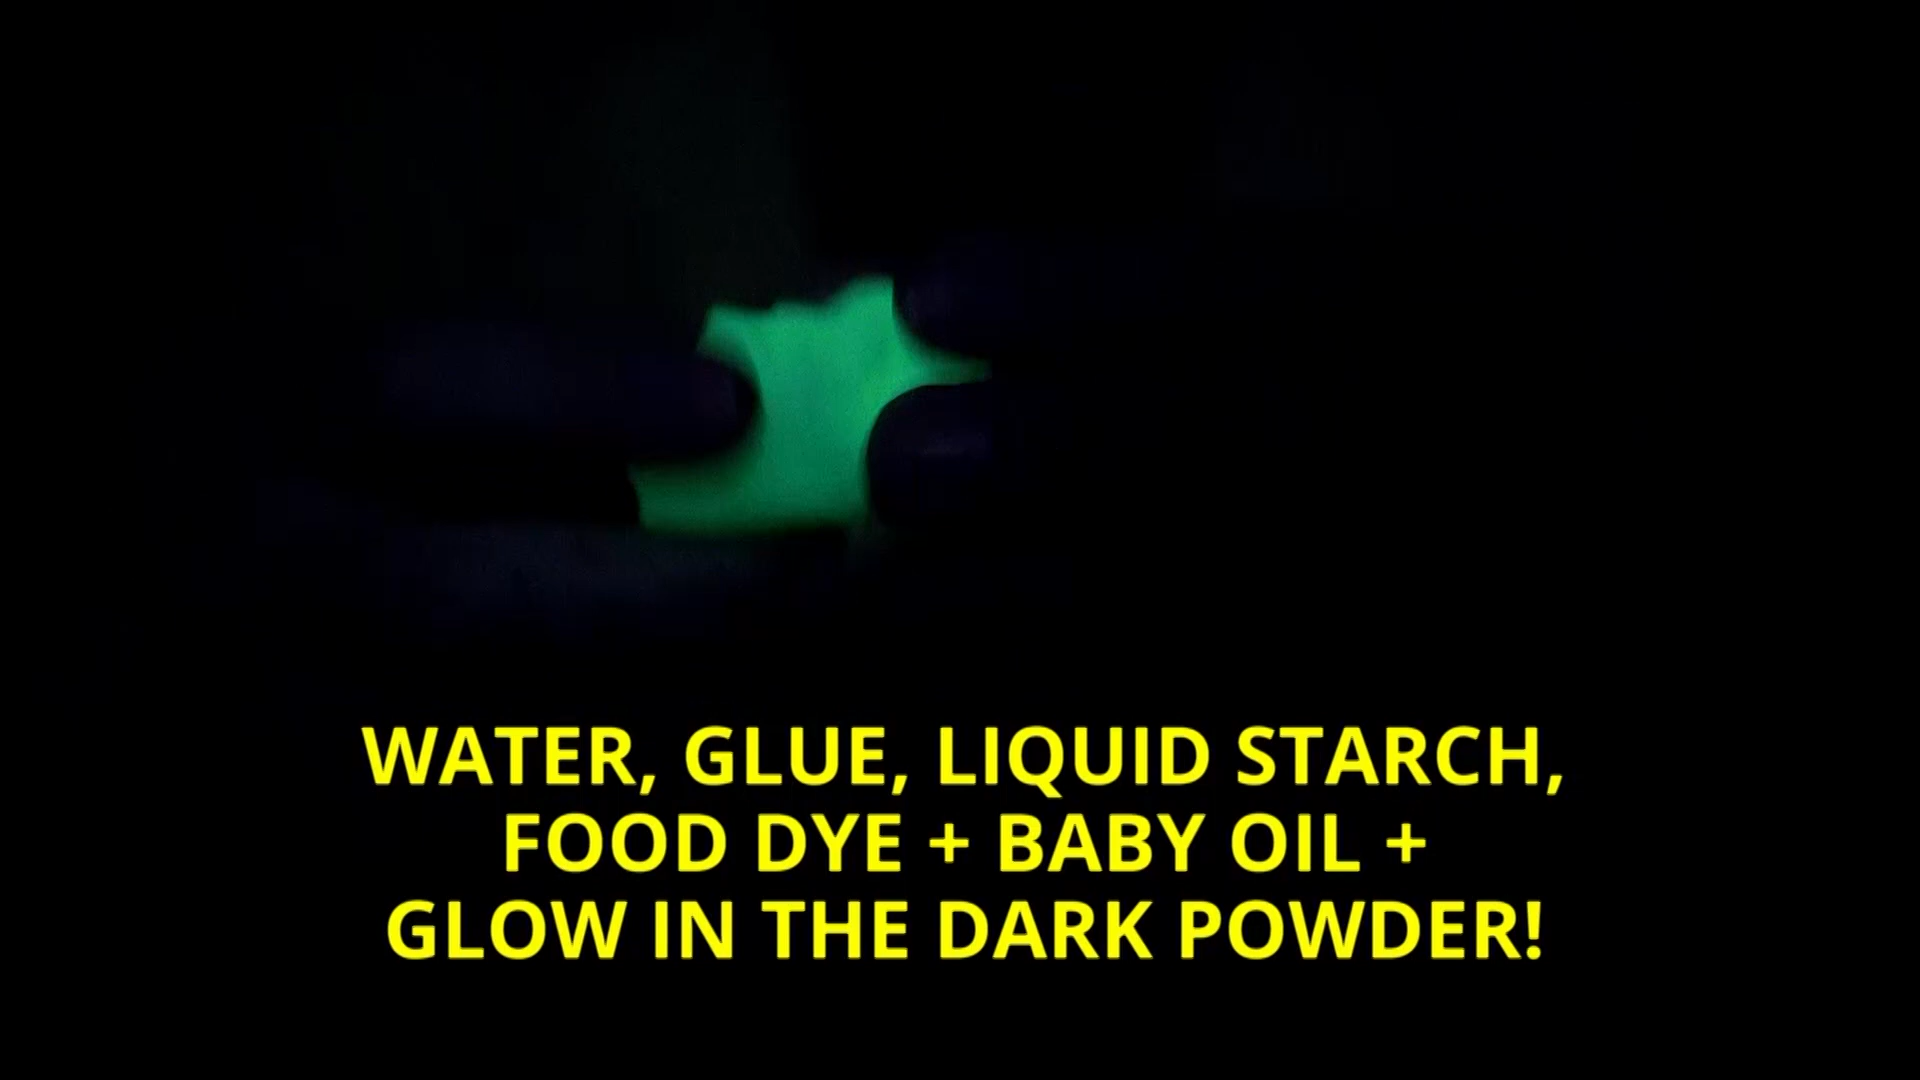 WATER, GLUE, LIQUID STARCH,
FOOD DYE + BABY OIL +
GLOW IN THE DARK POWDER!